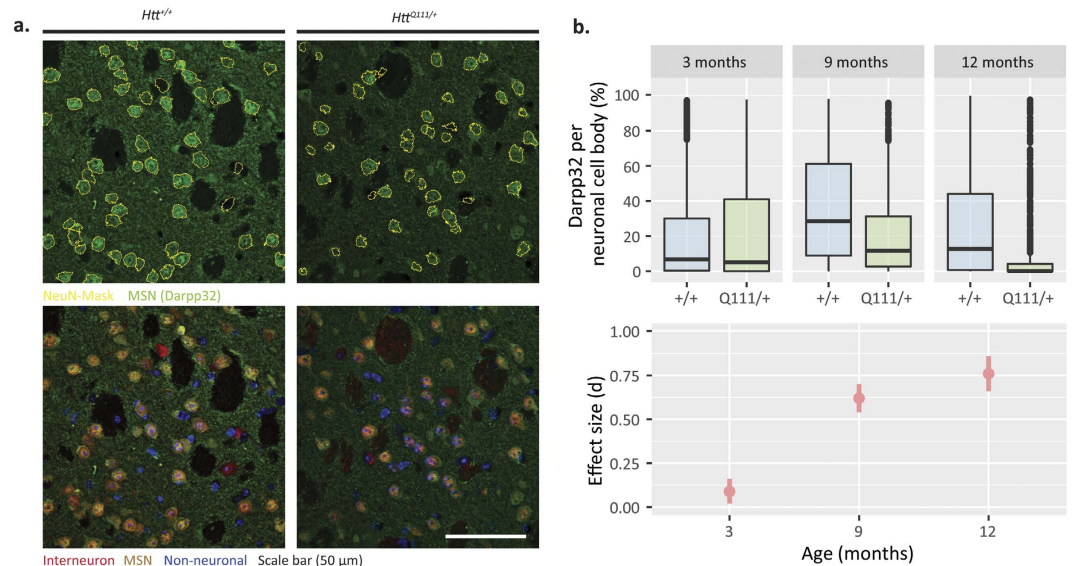 a.
Htt+/+
HttQ111/+
NeuN-Mask MSN (Darpp32)
Interneuron MSN Non-neuronal Scale bar (50 µm)
b.
3 months 9 months 12 months
Darpp32 per
neuronal cell body (%)
100
80
60
40
20
0
+/+ Q111/+ +/+ Q111/+ +/+ Q111/+
Effect size (d)
1.00
0.75
0.50
0.25
0.00
3 9 12
Age (months)